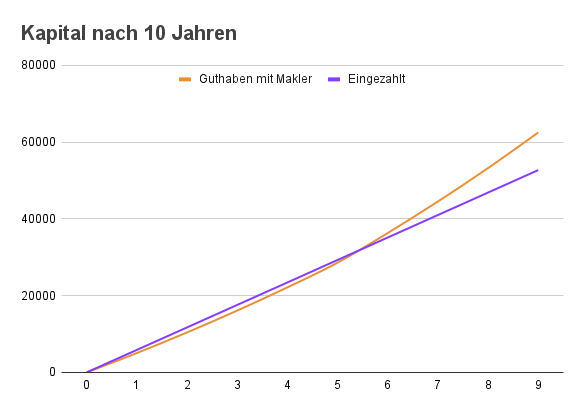 Kapital nach 10 Jahren
80000
Guthaben mit Makler
Eingezahlt
60000
40000
20000
0
0 1 2 3 4 5 6 7 8 9